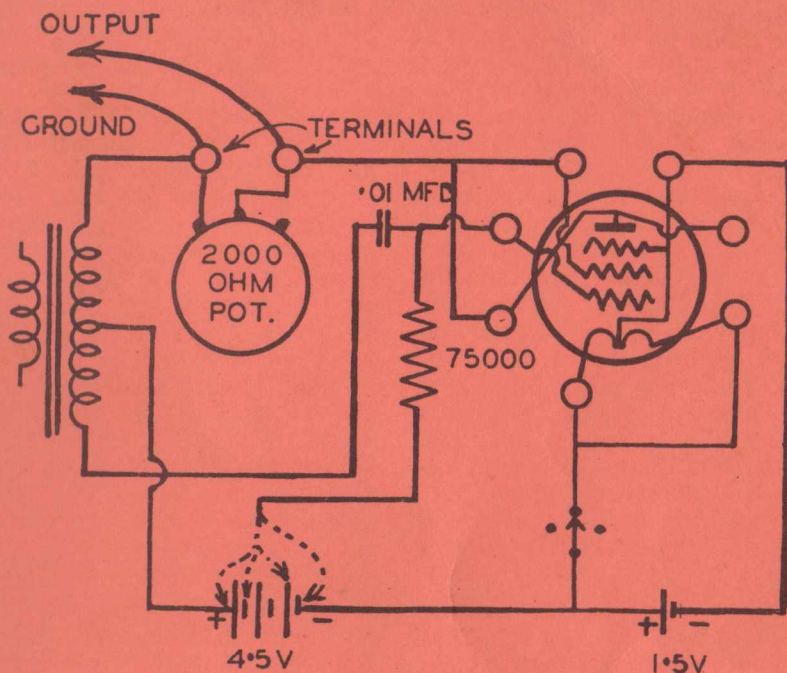 OUTPUT
GROUND
TERMINALS
·01 MFD
2000
OHM
POT.
75000
+ −
4·5V
+ −
1·5V